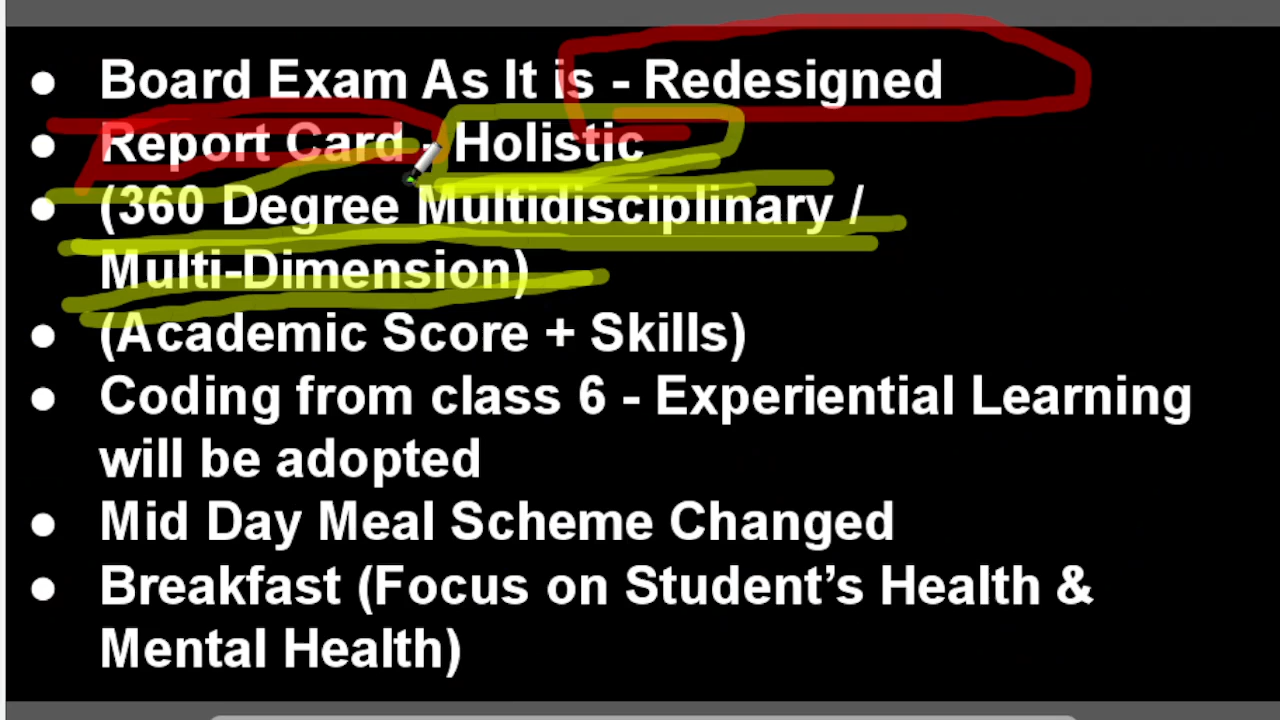 ● Board Exam As It is - Redesigned
● Report Card - Holistic
● (360 Degree Multidisciplinary /
Multi-Dimension)
● (Academic Score + Skills)
● Coding from class 6 - Experiential Learning
will be adopted
● Mid Day Meal Scheme Changed
● Breakfast (Focus on Student’s Health &
Mental Health)